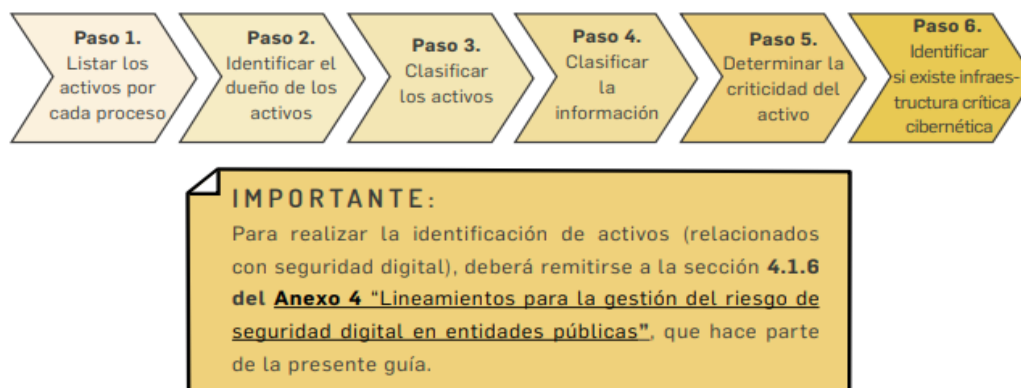 Paso 1.
Listar los
activos por
cada proceso
Paso 2.
Identificar el
dueño de los
activos
Paso 3.
Clasificar
los activos
Paso 4.
Clasificar
la
información
Paso 5.
Determinar la
criticidad del
activo
Paso 6.
Identificar
si existe infraes-
tructura crítica
cibernética
IMPORTANTE:
Para realizar la identificación de activos (relacionados
con seguridad digital), deberá remitirse a la sección 4.1.6
del Anexo 4 “Lineamientos para la gestión del riesgo de
seguridad digital en entidades públicas”, que hace parte
de la presente guía.